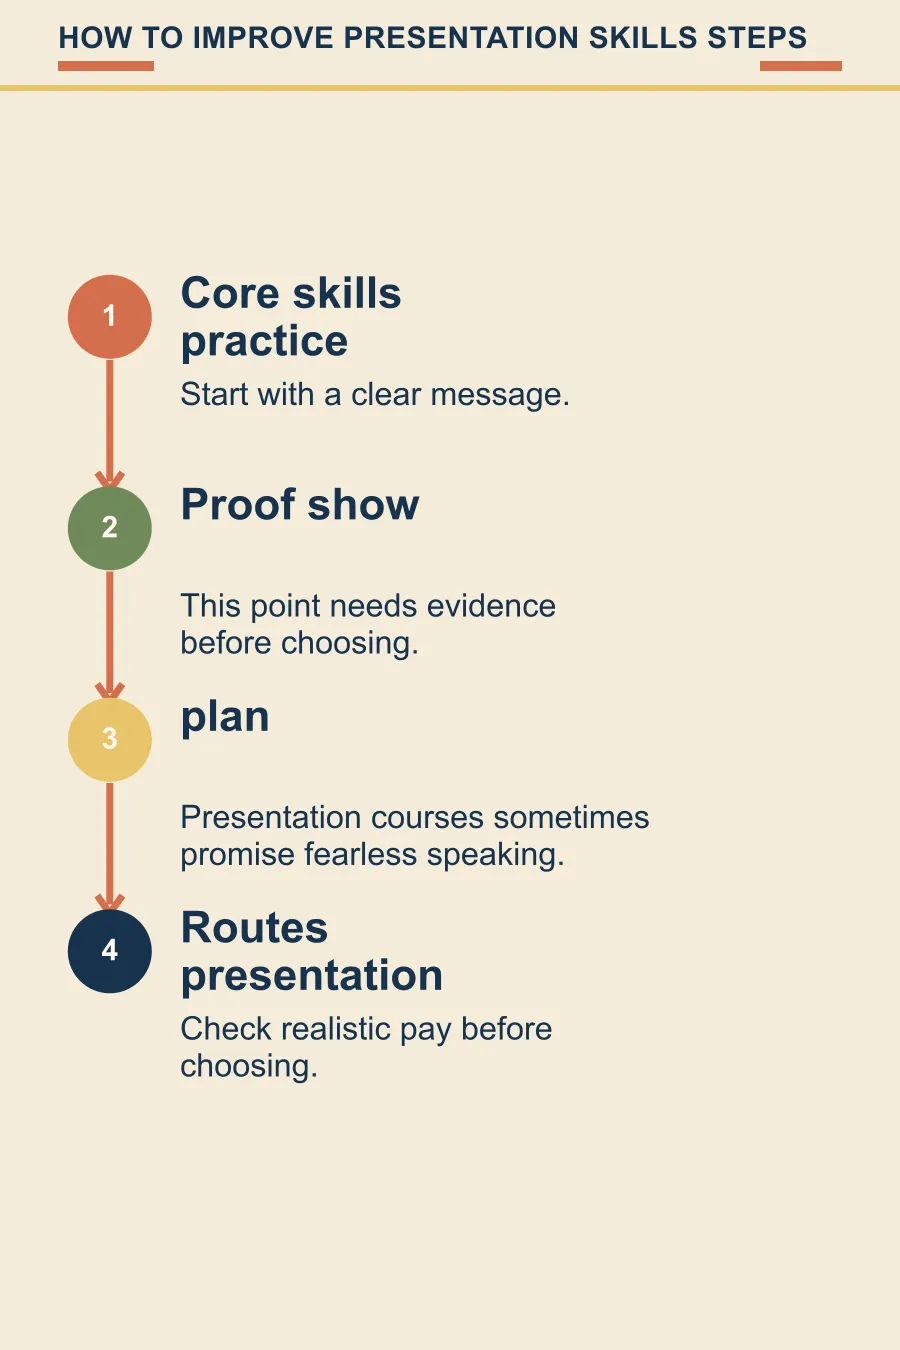 HOW TO IMPROVE PRESENTATION SKILLS STEPS
1
Core skills
practice
Start with a clear message.
2
Proof show
This point needs evidence
before choosing.
3
plan
Presentation courses sometimes
promise fearless speaking.
4
Routes
presentation
Check realistic pay before
choosing.